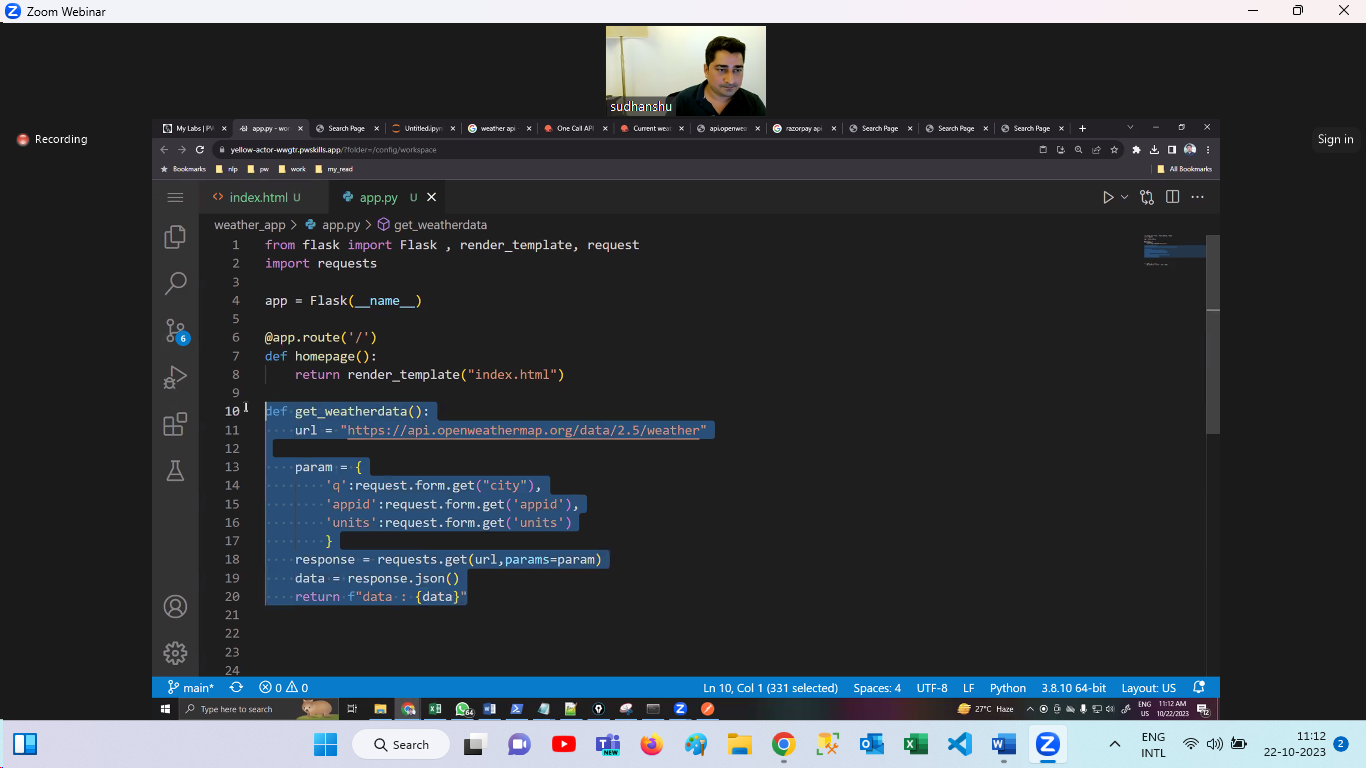 Zoom Webinar
sudhanshu
Recording
Sign in
My Labs | PW
app.py - wor
Search Page
Untitled.ipyn
weather api
One Call API
Current weat
api.openwea
razorpay api
Search Page
Search Page
Search Page
yellow-actor-wwgtr.pwskills.app/?folder=/config/workspace
Bookmarks
nlp
pw
work
my_read
All Bookmarks
index.html U
app.py U
weather_app > app.py > get_weatherdata
1 from flask import Flask , render_template, request
2 import requests
3
4 app = Flask(__name__)
5
6 @app.route('/')
7 def homepage():
8 return render_template("index.html")
9
10 def get_weatherdata():
11 url = "https://api.openweathermap.org/data/2.5/weather"
12
13 param = {
14 'q':request.form.get("city"),
15 'appid':request.form.get('appid'),
16 'units':request.form.get('units')
17 }
18 response = requests.get(url,params=param)
19 data = response.json()
20 return f"data : {data}"
21
22
23
24
6
main*
0 0
Ln 10, Col 1 (331 selected)
Spaces: 4
UTF-8
LF
Python
3.8.10 64-bit
Layout: US
Type here to search
64
27°C Haze
ENG
US
11:12 AM
10/22/2023
12
Search
NEW
ENG
INTL
11:12
22-10-2023
2